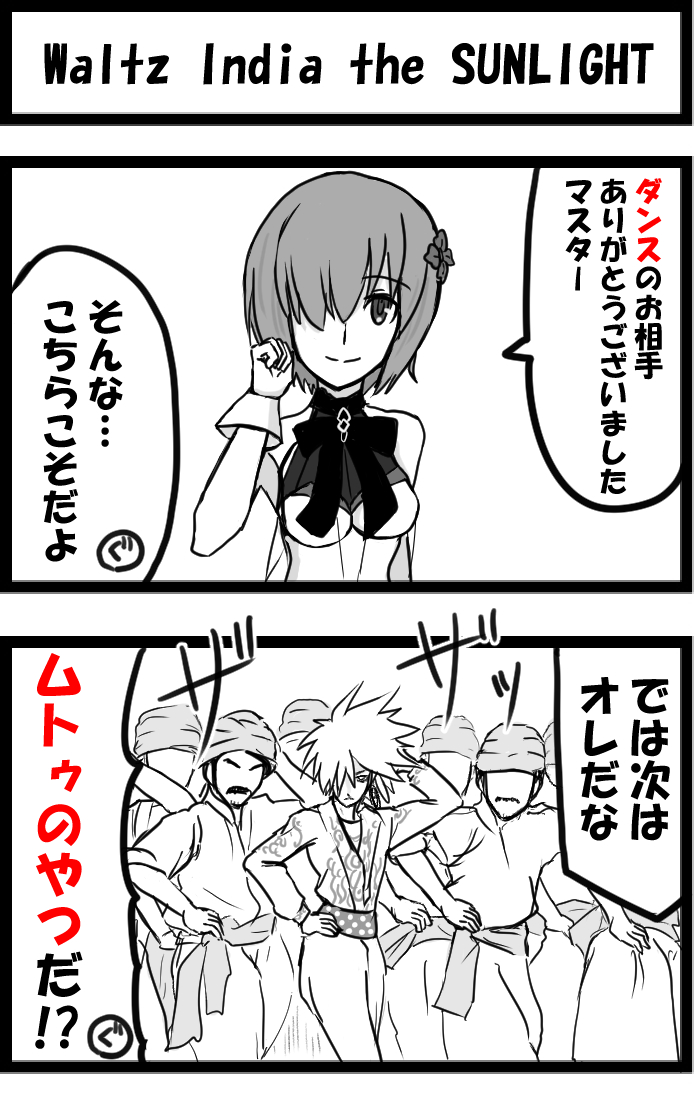 Waltz India the SUNLIGHT
ダンスのお相手
ありがとうございました
マスター
そんな…
こちらこそだよ
ぐ
では次は
オレだな
ザッ
ザ
ムトゥのやつだ!?
ぐ